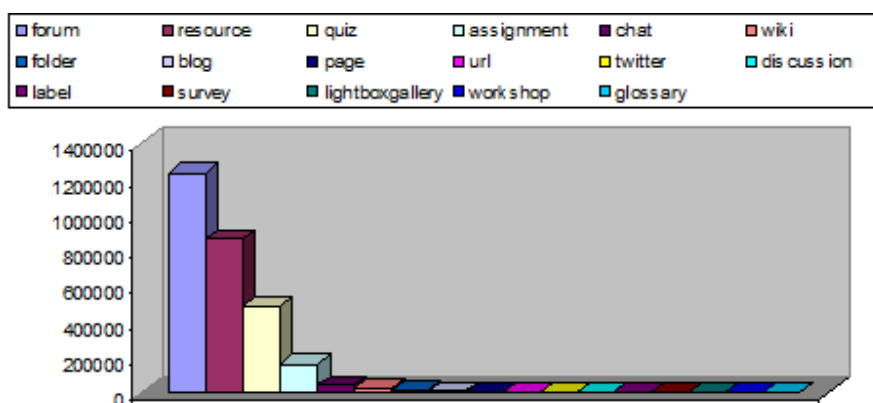 forum resource quiz assignment chat wiki
folder blog page url twitter discussion
label survey lightboxgallery workshop glossary
1400000
1200000
1000000
800000
600000
400000
200000
0